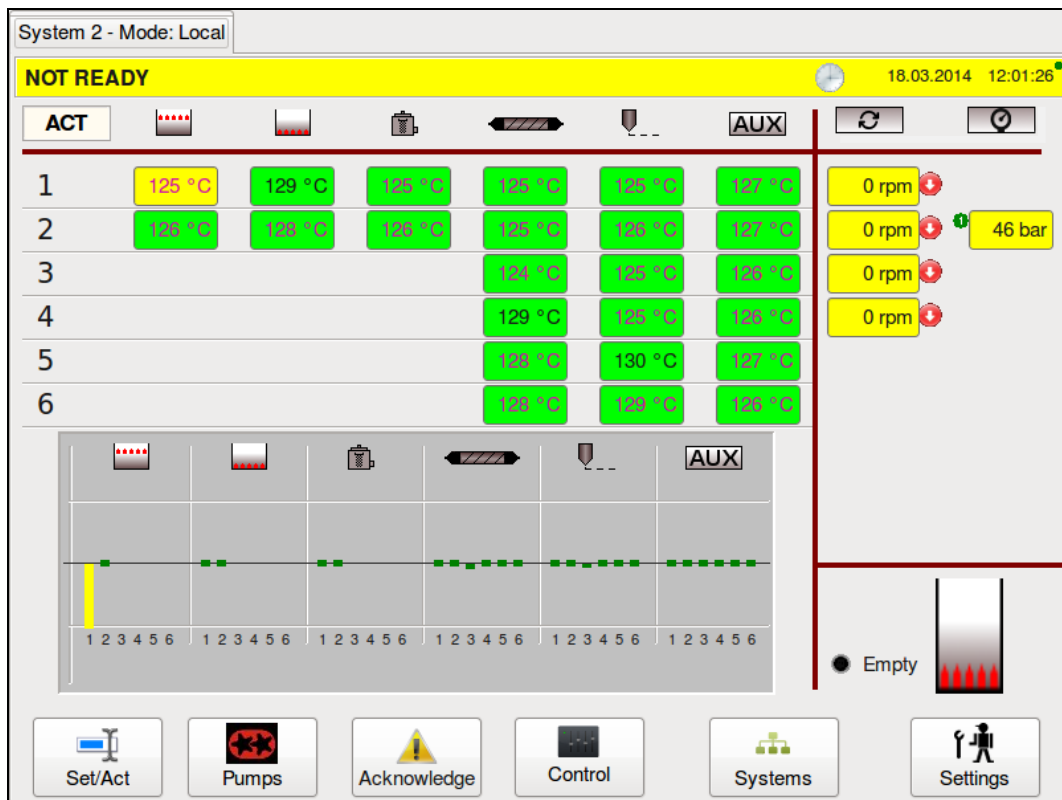 System 2 - Mode: Local
NOT READY 18.03.2014 12:01:26
ACT AUX
1 125 °C 129 °C 125 °C 125 °C 125 °C 127 °C 0 rpm
2 126 °C 128 °C 126 °C 125 °C 126 °C 127 °C 0 rpm 1 46 bar
3 124 °C 125 °C 126 °C 0 rpm
4 129 °C 125 °C 126 °C 0 rpm
5 128 °C 130 °C 127 °C
6 128 °C 129 °C 126 °C
AUX
1 2 3 4 5 6 1 2 3 4 5 6 1 2 3 4 5 6 1 2 3 4 5 6 1 2 3 4 5 6 1 2 3 4 5 6
Empty
Set/Act Pumps Acknowledge Control Systems Settings